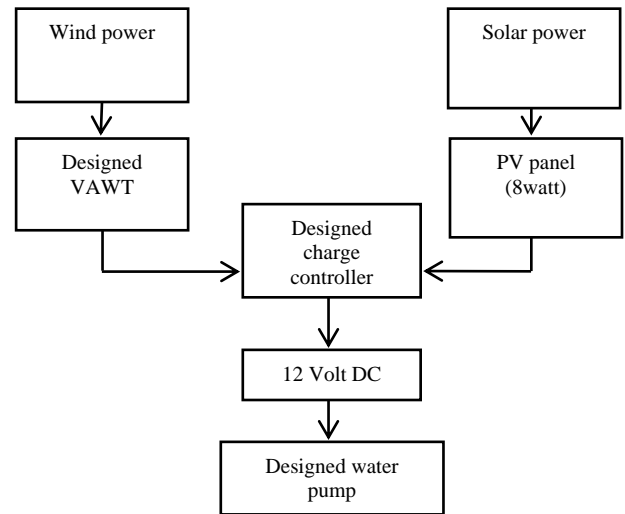 Wind power
Solar power
Designed
VAWT
PV panel
(8watt)
Designed
charge
controller
12 Volt DC
Designed water
pump